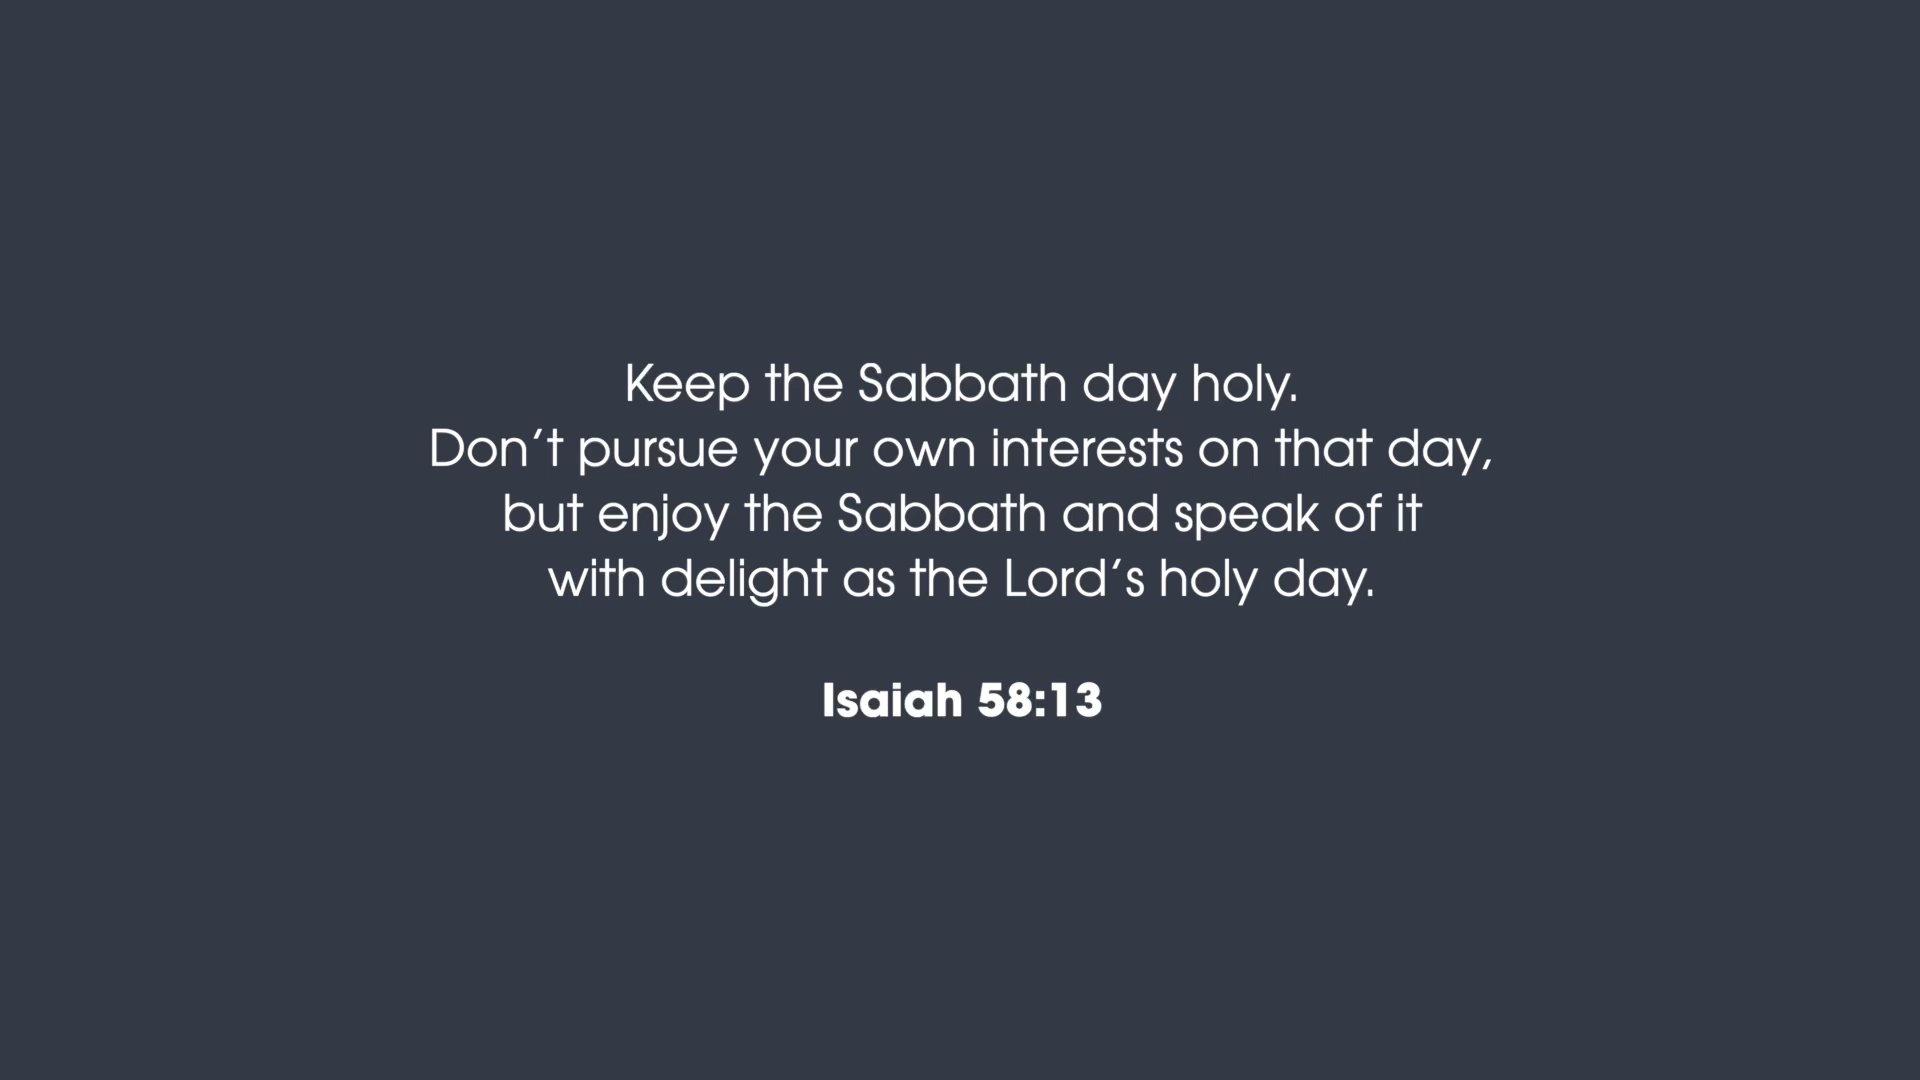 Keep the Sabbath day holy.
Don’t pursue your own interests on that day,
but enjoy the Sabbath and speak of it
with delight as the Lord’s holy day.
Isaiah 58:13